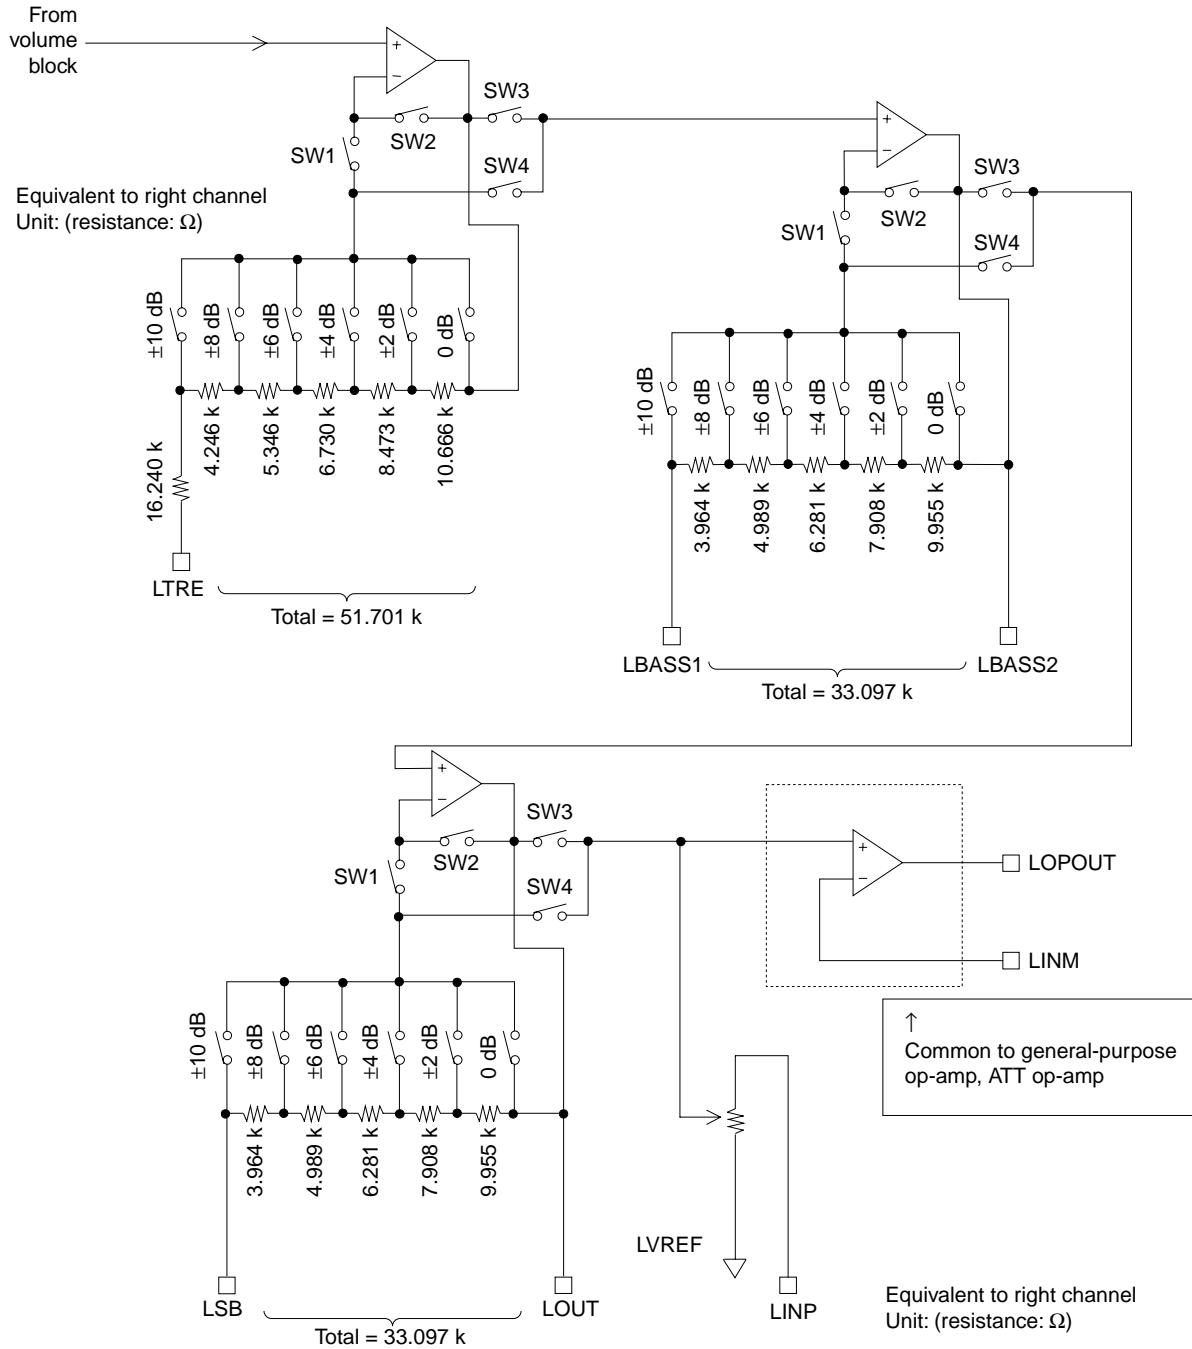 From
volume
block
+
−
SW3
SW2
SW1
SW4
Equivalent to right channel
Unit: (resistance: Ω)
±10 dB
±8 dB
±6 dB
±4 dB
±2 dB
0 dB
4.246 k
5.346 k
6.730 k
8.473 k
10.666 k
16.240 k
LTRE
Total = 51.701 k
+
−
SW3
SW2
SW1
SW4
±10 dB
±8 dB
±6 dB
±4 dB
±2 dB
0 dB
3.964 k
4.989 k
6.281 k
7.908 k
9.955 k
LBASS1
LBASS2
Total = 33.097 k
+
−
SW3
SW2
SW1
SW4
±10 dB
±8 dB
±6 dB
±4 dB
±2 dB
0 dB
3.964 k
4.989 k
6.281 k
7.908 k
9.955 k
LSB
LOUT
Total = 33.097 k
+
−
LOPOUT
LINM
↑
Common to general-purpose
op-amp, ATT op-amp
LVREF
LINP
Equivalent to right channel
Unit: (resistance: Ω)